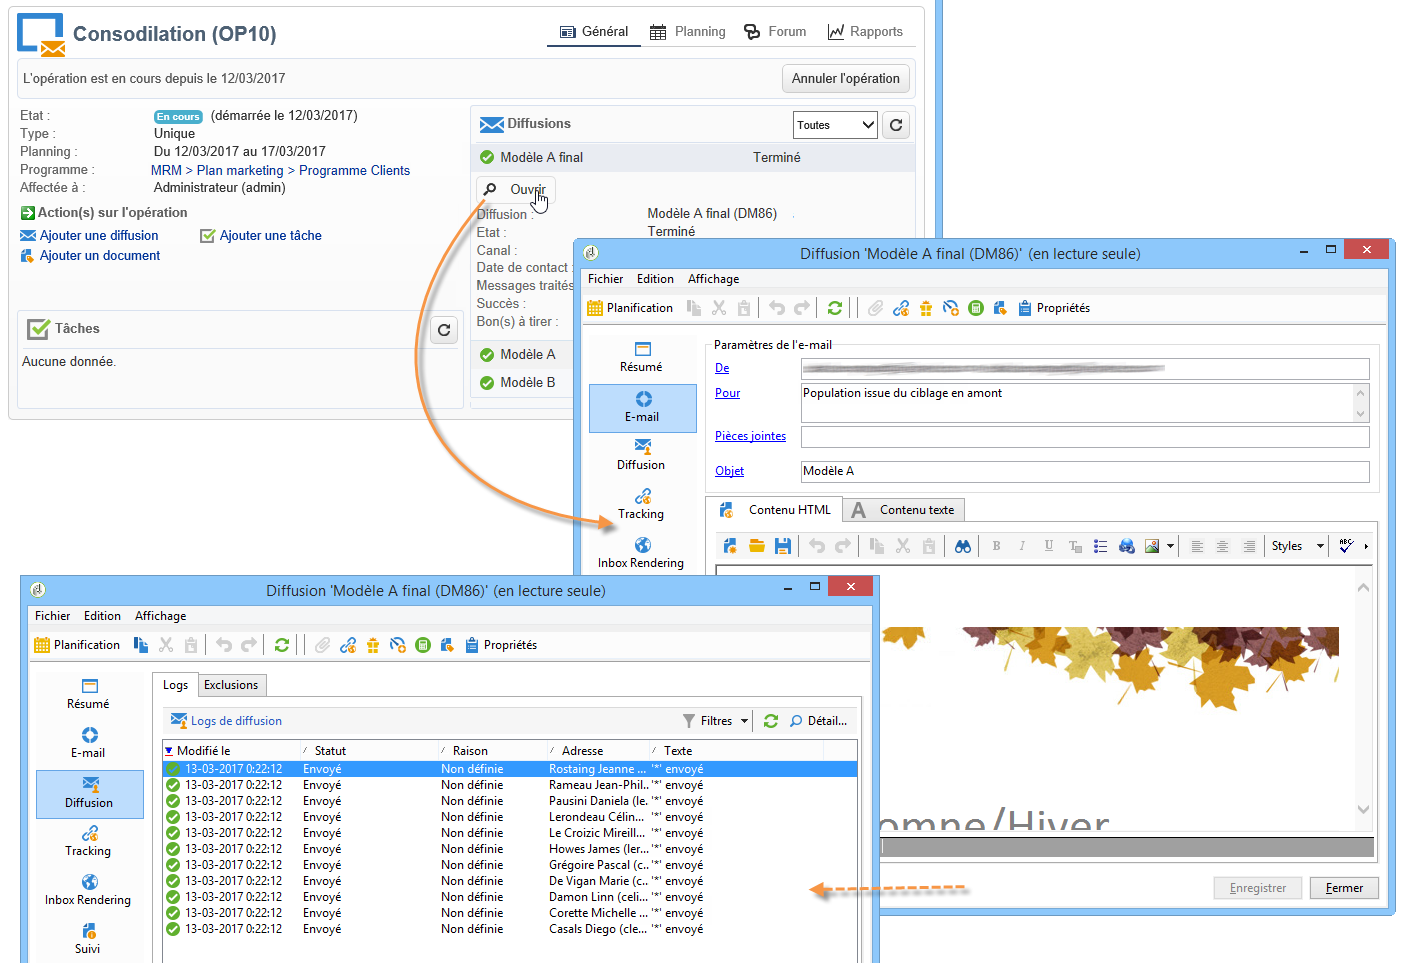 Consodilation (OP10)
Général
Planning
Forum
Rapports
L'opération est en cours depuis le 12/03/2017
Annuler l'opération
Etat :
En cours
(démarrée le 12/03/2017)
Type :
Unique
Planning :
Du 12/03/2017 au 17/03/2017
Programme :
MRM > Plan marketing > Programme Clients
Affectée à :
Administrateur (admin)
Action(s) sur l'opération
Ajouter une diffusion
Ajouter une tâche
Ajouter un document
Tâches
Aucune donnée.
Diffusions
Toutes
Modèle A final
Terminé
Ouvrir
Diffusion :
Modèle A final (DM86)
Etat :
Terminé
Canal :
Date de contact :
Messages traités
Succès :
Bon(s) à tirer :
Modèle A
Modèle B
Diffusion 'Modèle A final (DM86)' (en lecture seule)
Fichier Edition Affichage
Planification
Propriétés
Résumé
E-mail
Diffusion
Tracking
Inbox Rendering
Paramètres de l'e-mail
De
Pour
Population issue du ciblage en amont
Pièces jointes
Objet
Modèle A
Contenu HTML
A Contenu texte
B I U
Styles
ABC
omne/Hiver
Enregistrer
Fermer
Diffusion 'Modèle A final (DM86)' (en lecture seule)
Fichier Edition Affichage
Planification
Propriétés
Résumé
E-mail
Diffusion
Tracking
Inbox Rendering
Suivi
Logs
Exclusions
Logs de diffusion
Filtres
Détail...
Modifié le Statut Raison Adresse Texte
13-03-2017 0:22:12 Envoyé Non définie Rostaing Jeanne ... '*' envoyé
13-03-2017 0:22:12 Envoyé Non définie Rameau Jean-Phil... '*' envoyé
13-03-2017 0:22:12 Envoyé Non définie Pausini Daniela (le... '*' envoyé
13-03-2017 0:22:12 Envoyé Non définie Lerondeau Célin... '*' envoyé
13-03-2017 0:22:12 Envoyé Non définie Le Croizic Mireill... '*' envoyé
13-03-2017 0:22:12 Envoyé Non définie Howes James (ler... '*' envoyé
13-03-2017 0:22:12 Envoyé Non définie Grégoire Pascal (c... '*' envoyé
13-03-2017 0:22:12 Envoyé Non définie De Vigan Marie (c... '*' envoyé
13-03-2017 0:22:12 Envoyé Non définie Damon Linn (celi... '*' envoyé
13-03-2017 0:22:12 Envoyé Non définie Corette Michelle ... '*' envoyé
13-03-2017 0:22:12 Envoyé Non définie Casals Diego (cle... '*' envoyé